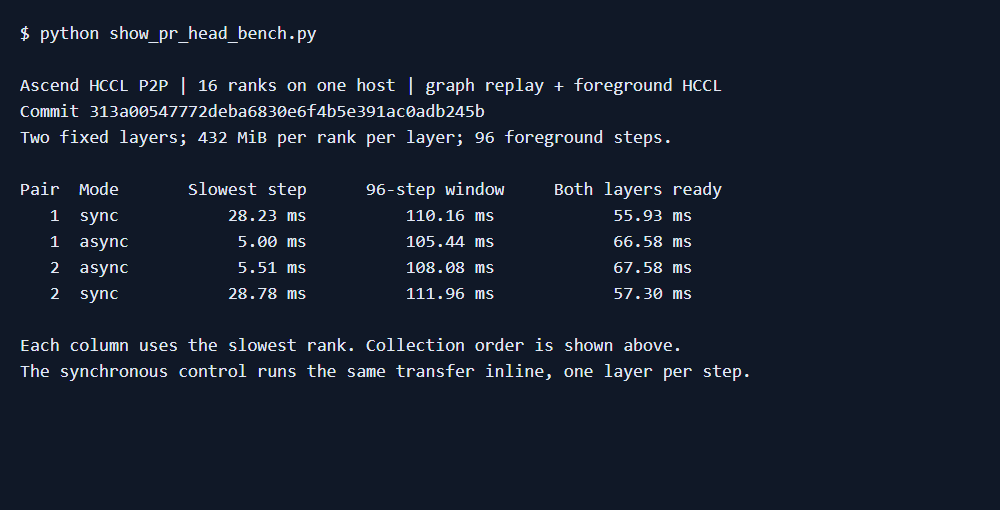 $ python show_pr_head_bench.py
Ascend HCCL P2P | 16 ranks on one host | graph replay + foreground HCCL
Commit 313a00547772deba6830e6f4b5e391ac0adb245b
Two fixed layers; 432 MiB per rank per layer; 96 foreground steps.
Pair  Mode       Slowest step      96-step window     Both layers ready
   1  sync           28.23 ms          110.16 ms            55.93 ms
   1  async           5.00 ms          105.44 ms            66.58 ms
   2  async           5.51 ms          108.08 ms            67.58 ms
   2  sync           28.78 ms          111.96 ms            57.30 ms
Each column uses the slowest rank. Collection order is shown above.
The synchronous control runs the same transfer inline, one layer per step.